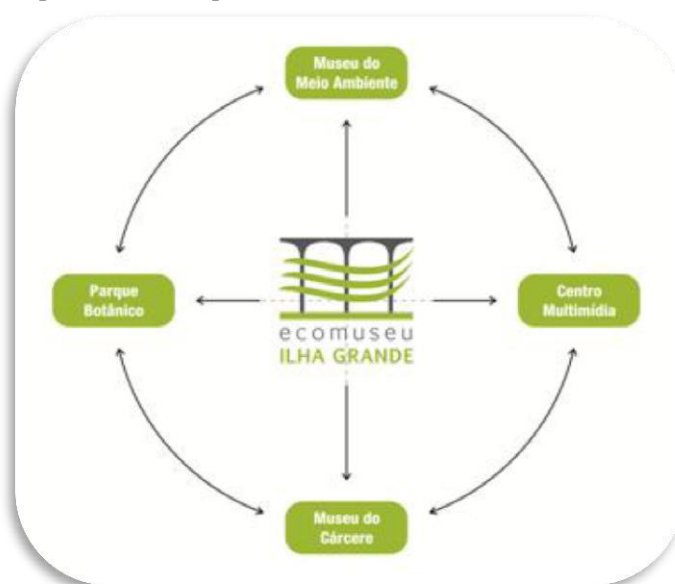 Museu do
Meio Ambiente
Parque
Botânico
Centro
Multimídia
ecomuseu
ILHA GRANDE
Museu do
Cárcere